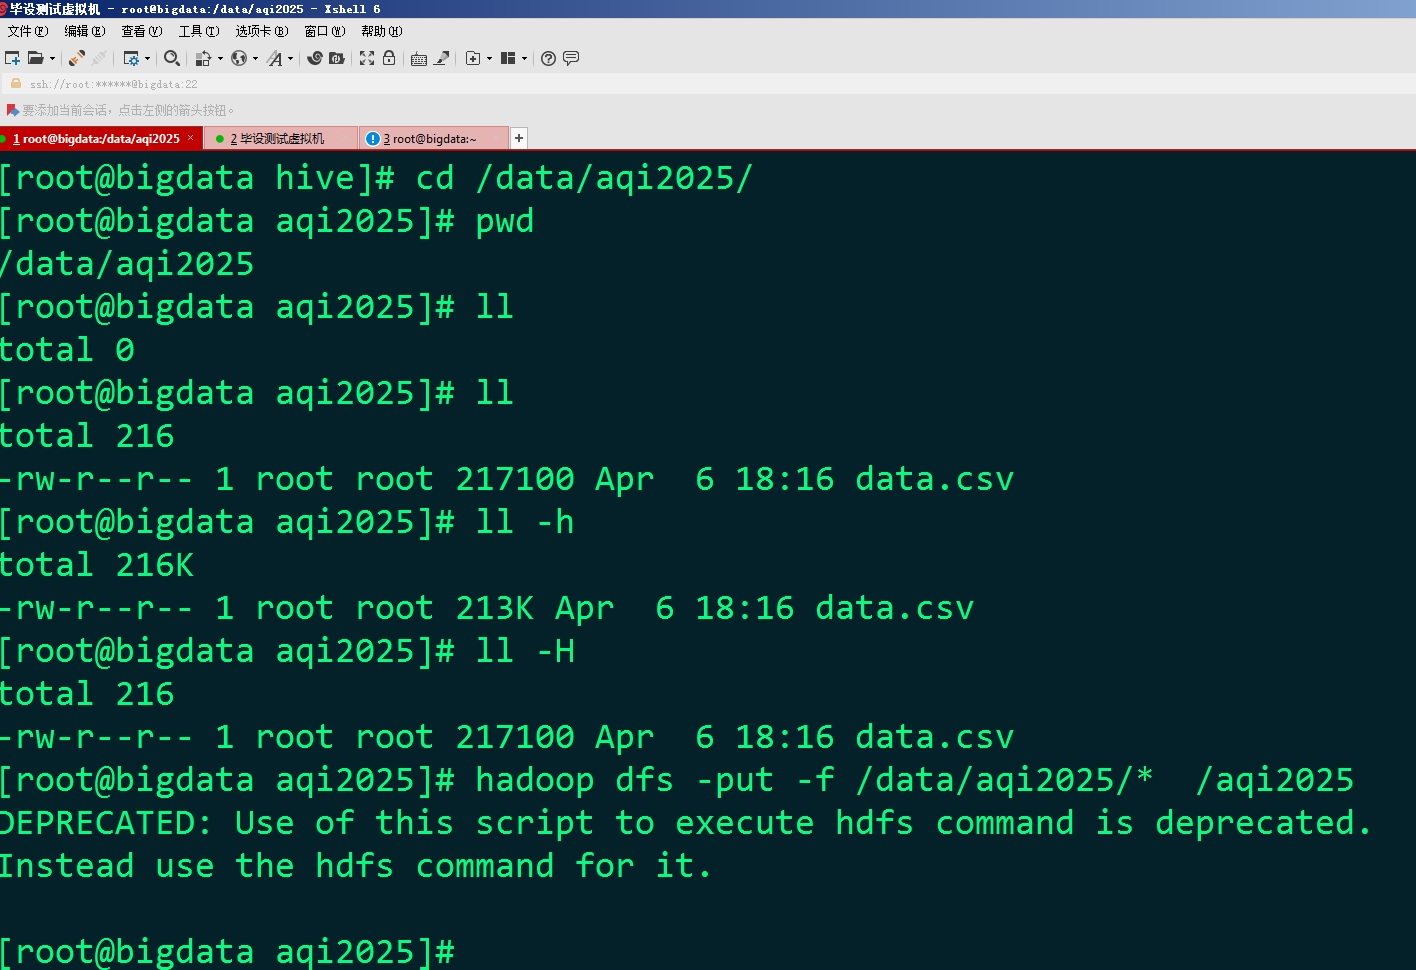 毕设测试虚拟机 - root@bigdata:/data/aqi2025 - Xshell 6
文件(F) 编辑(E) 查看(V) 工具(T) 选项卡(B) 窗口(W) 帮助(H)
ssh://root:******@bigdata:22
要添加当前会话，点击左侧的箭头按钮。
1 root@bigdata:/data/aqi2025 × 2 毕设测试虚拟机 3 root@bigdata:~ +
[root@bigdata hive]# cd /data/aqi2025/
[root@bigdata aqi2025]# pwd
/data/aqi2025
[root@bigdata aqi2025]# ll
total 0
[root@bigdata aqi2025]# ll
total 216
-rw-r--r-- 1 root root 217100 Apr  6 18:16 data.csv
[root@bigdata aqi2025]# ll -h
total 216K
-rw-r--r-- 1 root root 213K Apr  6 18:16 data.csv
[root@bigdata aqi2025]# ll -H
total 216
-rw-r--r-- 1 root root 217100 Apr  6 18:16 data.csv
[root@bigdata aqi2025]# hadoop dfs -put -f /data/aqi2025/*  /aqi2025
DEPRECATED: Use of this script to execute hdfs command is deprecated.
Instead use the hdfs command for it.
[root@bigdata aqi2025]#